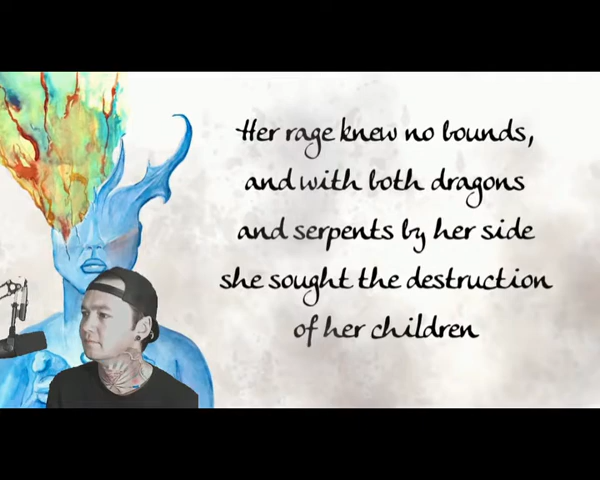 Her rage knew no bounds,
and with both dragons
and serpents by her side
she sought the destruction
of her children